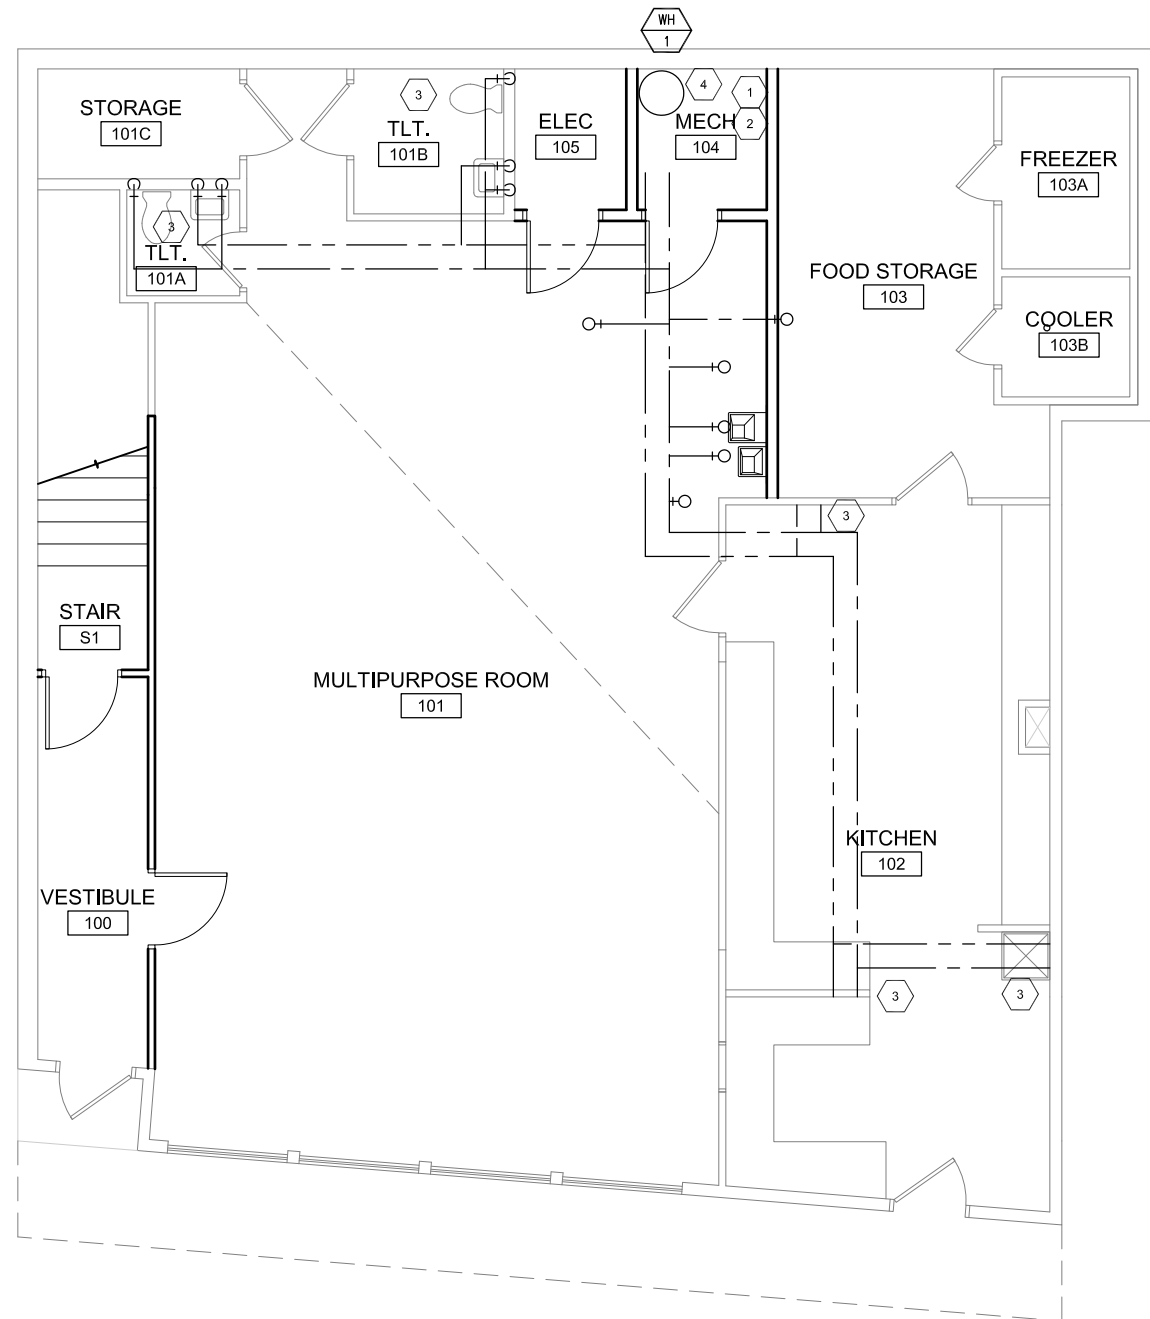 WH
1
STORAGE
101C
3
TLT.
101B
ELEC
105
4
1
MECH
2
104
FREEZER
103A
3
TLT.
101A
FOOD STORAGE
103
COOLER
103B
3
STAIR
S1
MULTIPURPOSE ROOM
101
KITCHEN
102
VESTIBULE
100
3
3